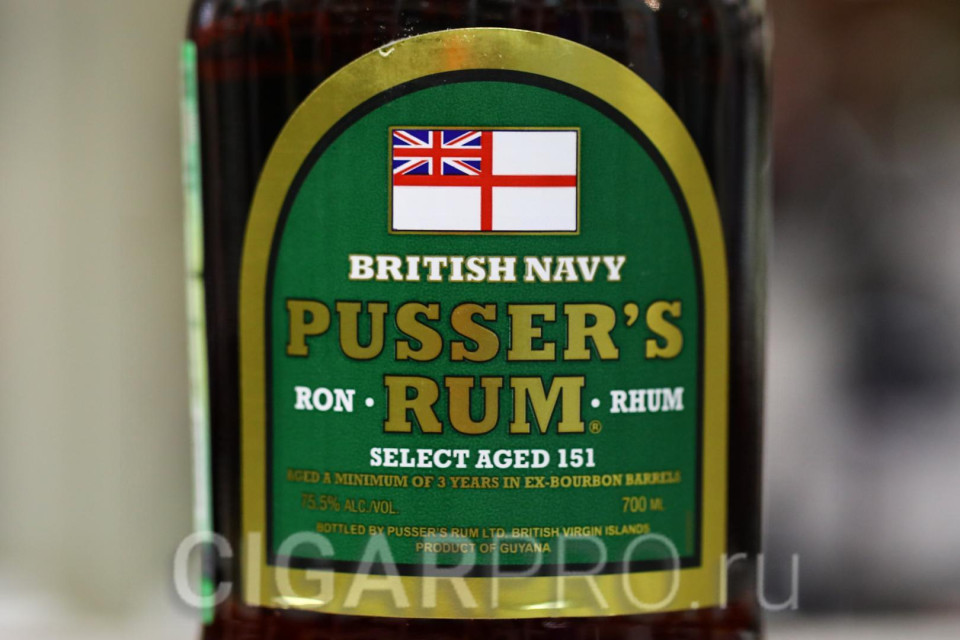 BRITISH NAVY
PUSSER'S
RON • RUM® • RHUM
SELECT AGED 151
AGED A MINIMUM OF 3 YEARS IN EX-BOURBON BARRELS
75.5% ALC./VOL. 700 ML
BOTTLED BY PUSSER'S RUM LTD. BRITISH VIRGIN ISLANDS
PRODUCT OF GUYANA
CIGARPRO.ru